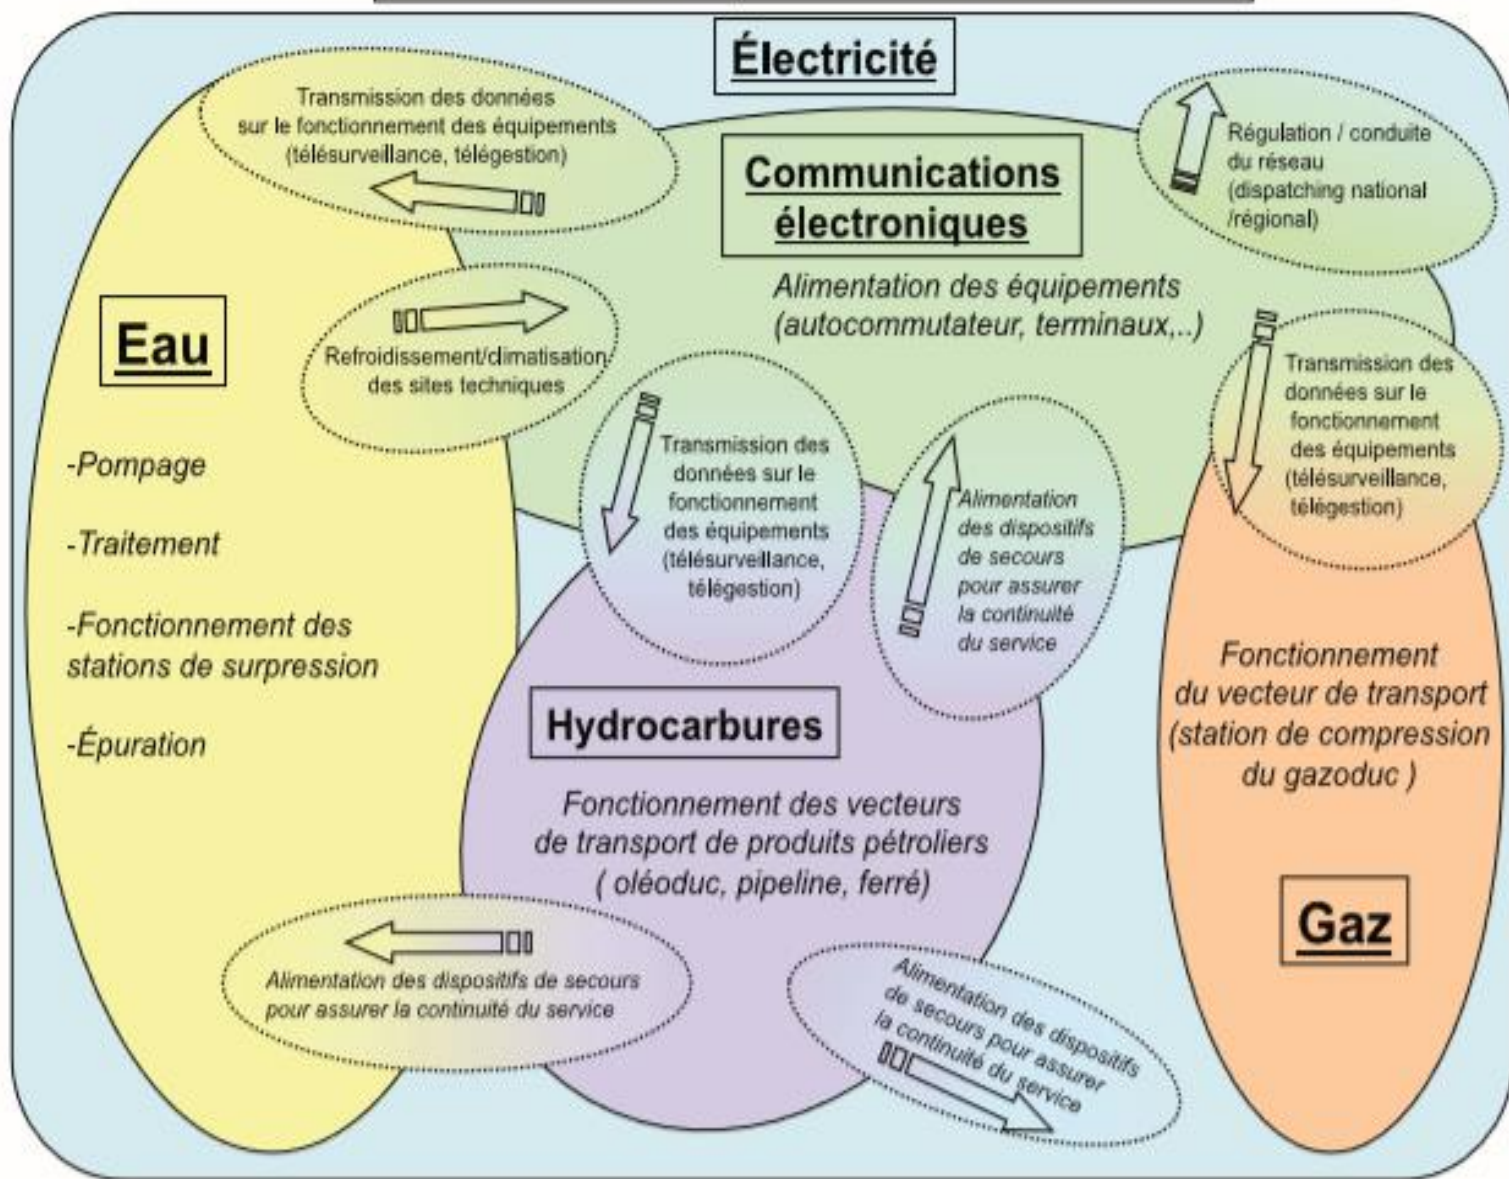 Électricité
Transmission des données
sur le fonctionnement des équipements
(télésurveillance, télégestion)
Régulation / conduite
du réseau
(dispatching national
/régional)
Communications
électroniques
Alimentation des équipements
(autocommutateur, terminaux,..)
Eau
Refroidissement/climatisation
des sites techniques
-Pompage
-Traitement
-Fonctionnement des
stations de surpression
-Épuration
Transmission des
données sur le
fonctionnement
des équipements
(télésurveillance,
télégestion)
Alimentation
des dispositifs
de secours
pour assurer
la continuité
du service
Transmission des
données sur le
fonctionnement
des équipements
(télésurveillance,
télégestion)
Hydrocarbures
Fonctionnement des vecteurs
de transport de produits pétroliers
( oléoduc, pipeline, ferré)
Fonctionnement
du vecteur de transport
(station de compression
du gazoduc )
Gaz
Alimentation des dispositifs de secours
pour assurer la continuité du service
Alimentation des dispositifs
de secours pour assurer
la continuité du service